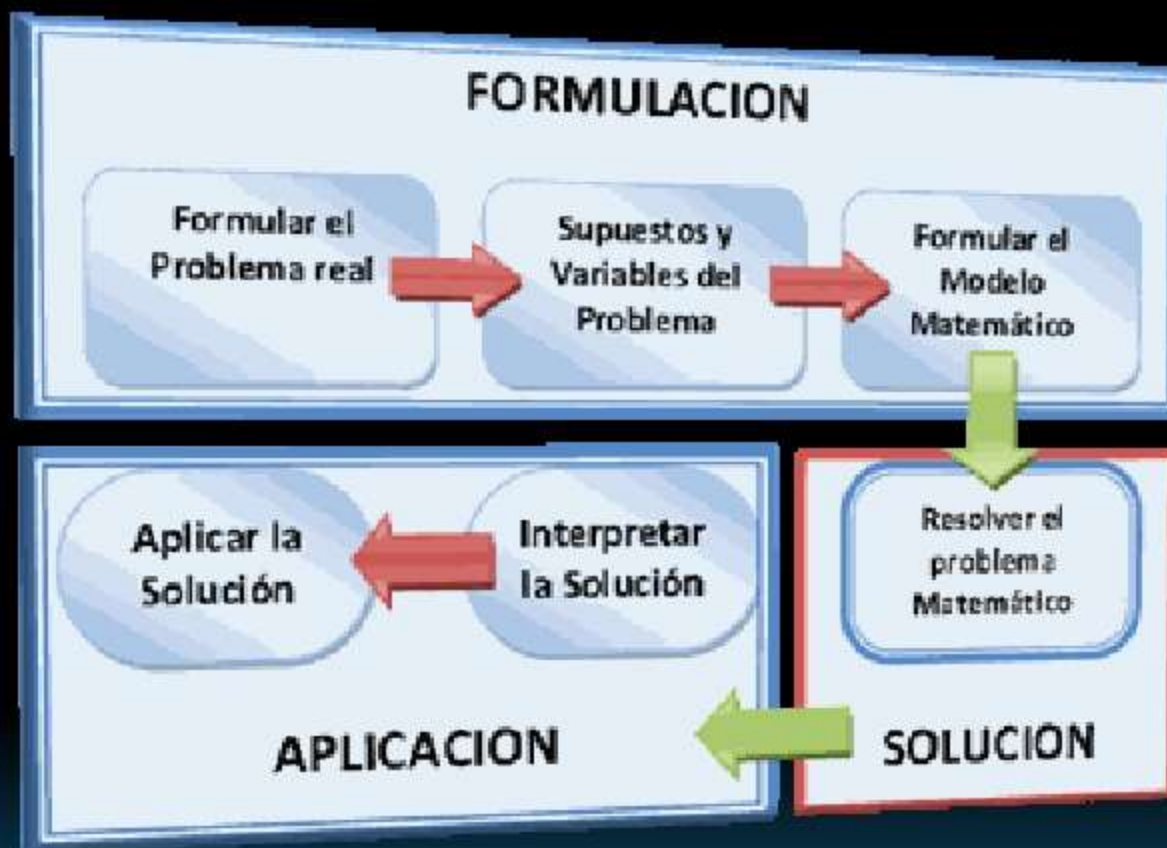 FORMULACION
Formular el
Problema real
Supuestos y
Variables del
Problema
Formular el
Modelo
Matemático
Resolver el
problema
Matemático
SOLUCION
Interpretar
la Solución
Aplicar la
Solución
APLICACION